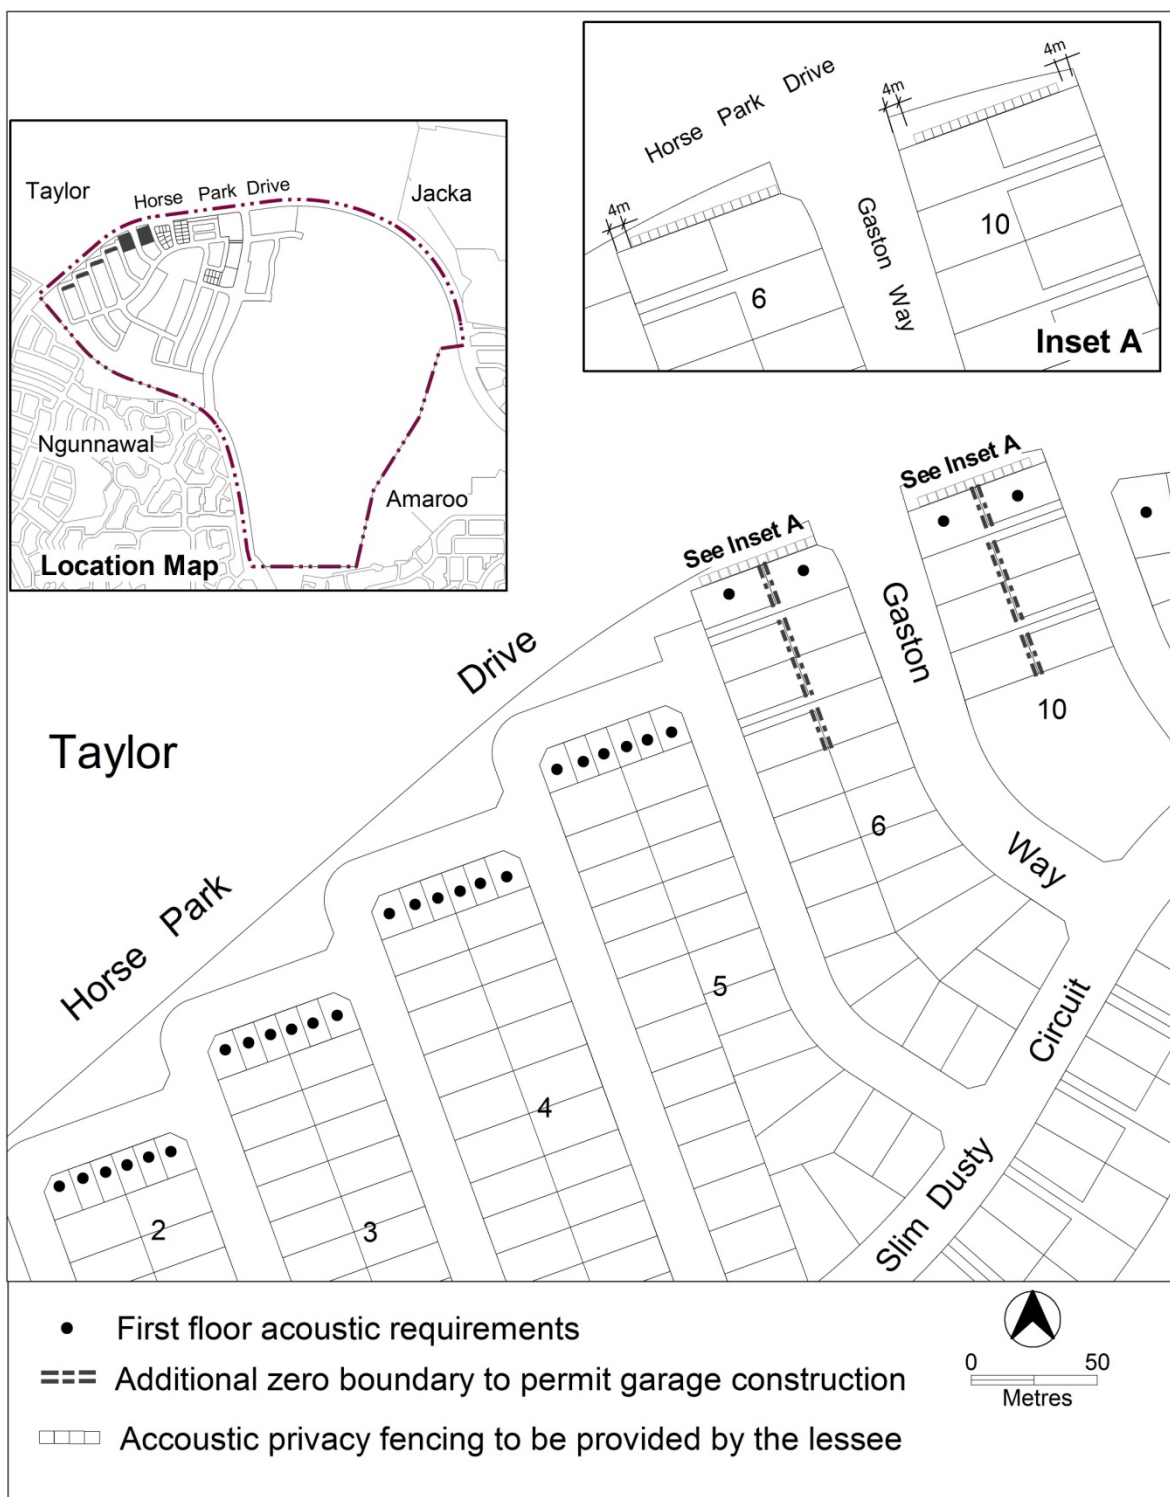 4m
4m
Horse Park Drive
4m
Gaston Way
10
6
Inset A
Taylor
Horse Park Drive
Jacka
Ngunnawal
Amaroo
Location Map
See Inset A
See Inset A
Gaston
Way
Drive
10
Taylor
6
Horse Park
5
Circuit
4
Slim Dusty
3
2
First floor acoustic requirements
Additional zero boundary to permit garage construction
Accoustic privacy fencing to be provided by the lessee
0 50
Metres